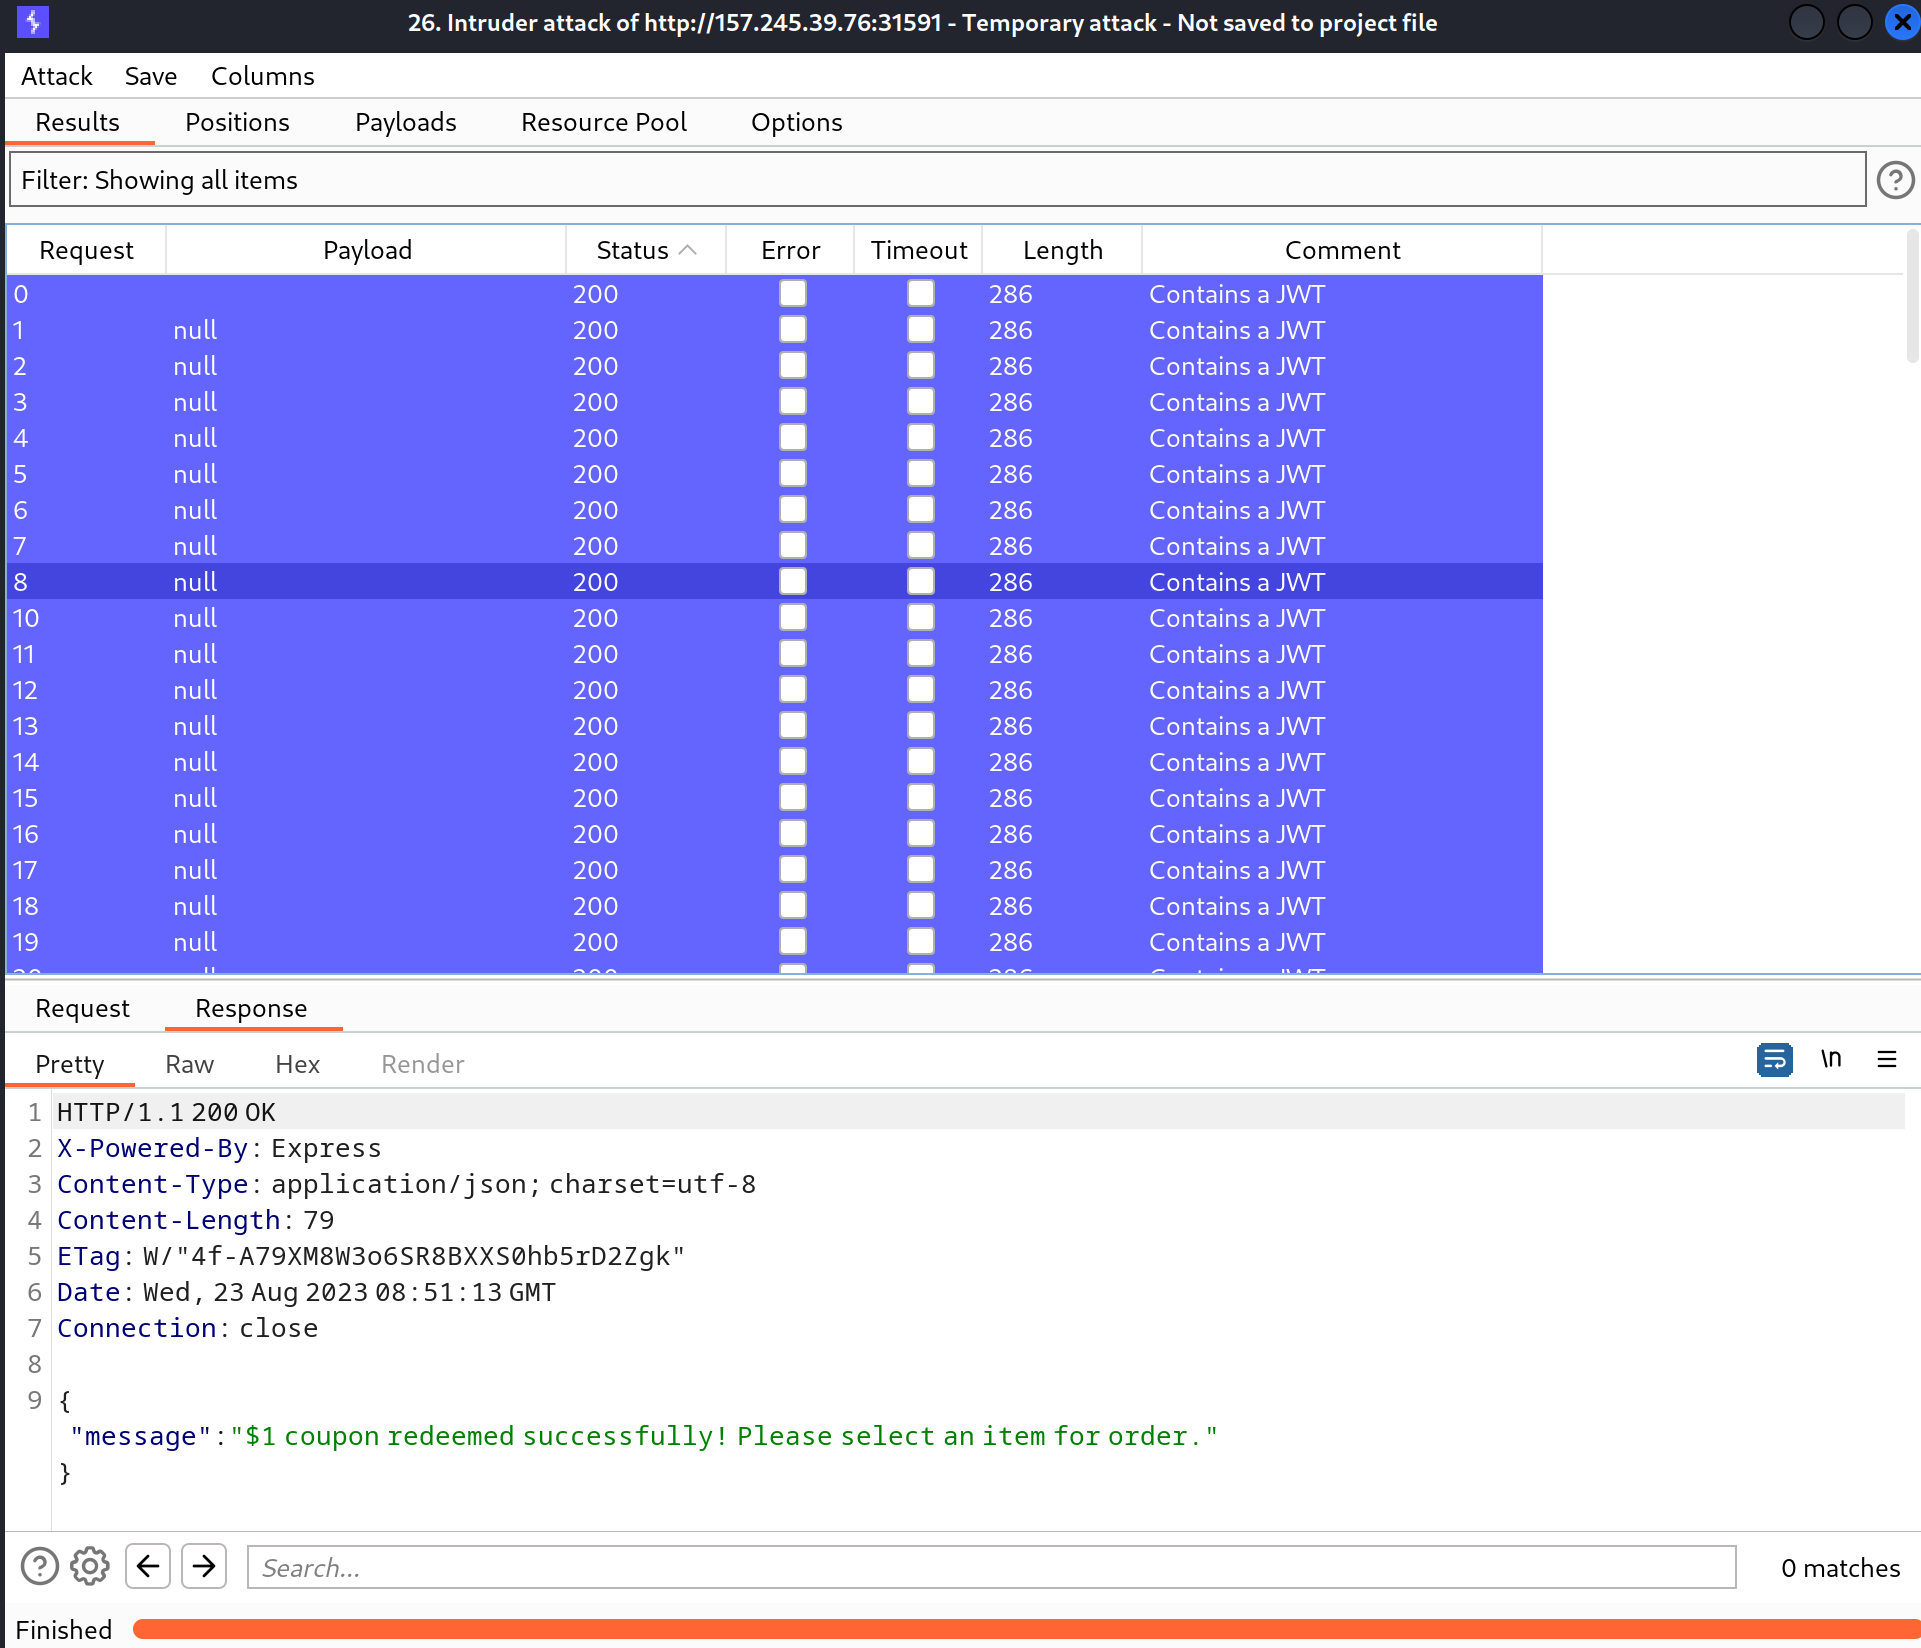 26. Intruder attack of http://157.245.39.76:31591 - Temporary attack - Not saved to project file
Attack Save Columns
Results Positions Payloads Resource Pool Options
Filter: Showing all items
Request Payload Status Error Timeout Length Comment
0 200 286 Contains a JWT
1 null 200 286 Contains a JWT
2 null 200 286 Contains a JWT
3 null 200 286 Contains a JWT
4 null 200 286 Contains a JWT
5 null 200 286 Contains a JWT
6 null 200 286 Contains a JWT
7 null 200 286 Contains a JWT
8 null 200 286 Contains a JWT
10 null 200 286 Contains a JWT
11 null 200 286 Contains a JWT
12 null 200 286 Contains a JWT
13 null 200 286 Contains a JWT
14 null 200 286 Contains a JWT
15 null 200 286 Contains a JWT
16 null 200 286 Contains a JWT
17 null 200 286 Contains a JWT
18 null 200 286 Contains a JWT
19 null 200 286 Contains a JWT
Request Response
Pretty Raw Hex Render \n
1 HTTP/1.1 200 OK
2 X-Powered-By: Express
3 Content-Type: application/json; charset=utf-8
4 Content-Length: 79
5 ETag: W/"4f-A79XM8W3o6SR8BXXS0hb5rD2Zgk"
6 Date: Wed, 23 Aug 2023 08:51:13 GMT
7 Connection: close
8
9 {
"message":"$1 coupon redeemed successfully! Please select an item for order."
}
Search... 0 matches
Finished